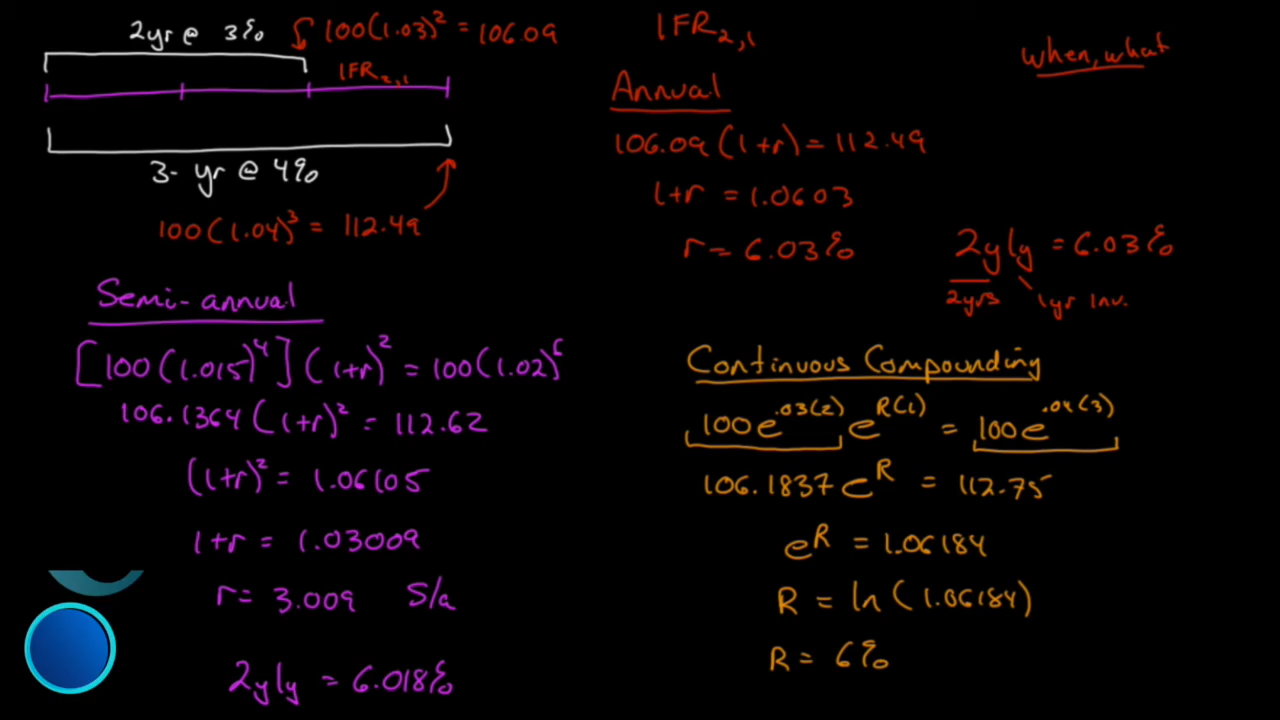 2yr @ 3%
100(1.03)² = 106.09
IFR₂,₁
3-yr @ 4%
100(1.04)³ = 112.49
IFR₂,₁
when, what
Annual
106.09(1+r) = 112.49
1+r = 1.0603
r = 6.03%
2y1y = 6.03%
2yrs
1yr Inv.
Semi-annual
[100(1.015)⁴](1+r)² = 100(1.02)⁶
106.1364(1+r)² = 112.62
(1+r)² = 1.06105
1+r = 1.03009
r = 3.009 S/a
2y1y = 6.018%
Continuous Compounding
100e^.03(2) e^R(1) = 100e^.04(3)
106.1837e^R = 112.75
e^R = 1.06184
R = ln(1.06184)
R = 6%